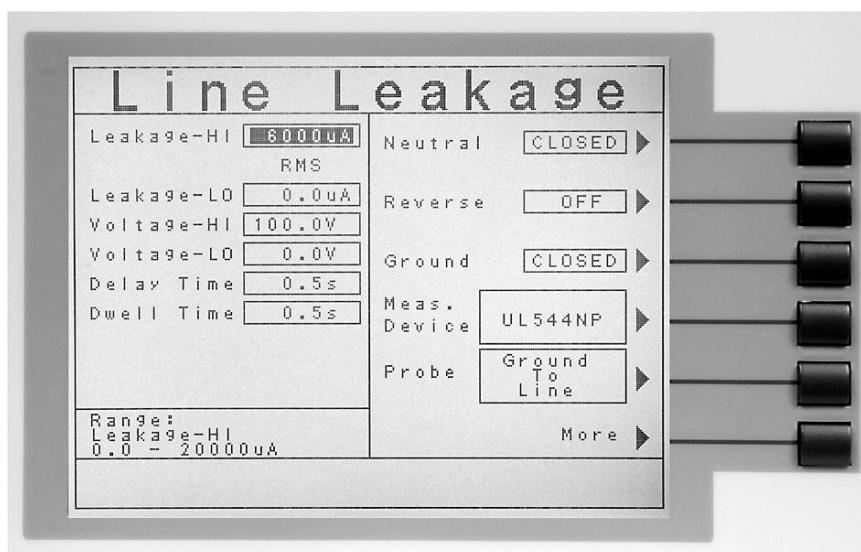 Line Leakage
Leakage-HI 6000uA
RMS
Leakage-LO 0.0uA
Voltage-HI 100.0V
Voltage-LO 0.0V
Delay Time 0.5s
Dwell Time 0.5s
Range:
Leakage-HI
0.0 - 20000uA
Neutral CLOSED
Reverse OFF
Ground CLOSED
Meas.
Device UL544NP
Probe Ground
To
Line
More